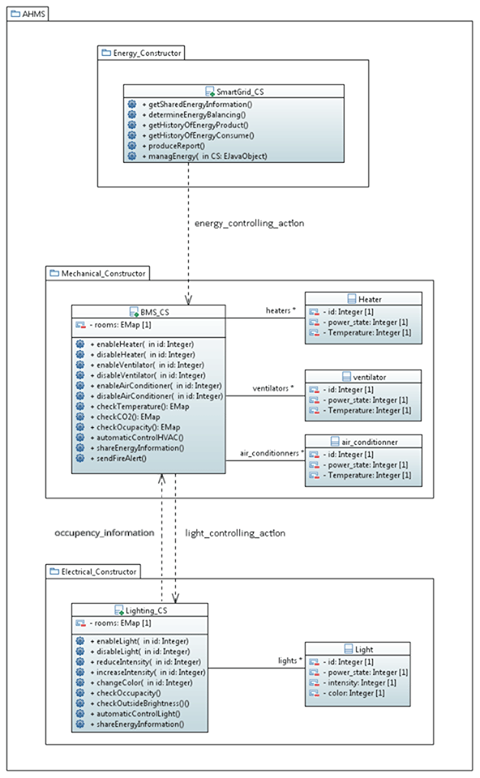 AHMS
Energy_Constructor
SmartGrid_CS
+ getSharedEnergyInformation()
+ determineEnergyBalancing()
+ getHistoryOfEnergyProduct()
+ getHistoryOfEnergyConsume()
+ produceReport()
+ managEnergy( in CS: EJavaObject)
energy_controlling_action
Mechanical_Constructor
BMS_CS
- rooms: EMap [1]
+ enableHeater( in id: Integer)
+ disableHeater( in id: Integer)
+ enableVentilator( in id: Integer)
+ disableVentilator( in id: Integer)
+ enableAirConditioner( in id: Integer)
+ disableAirConditioner( in id: Integer)
+ checkTemperature(): EMap
+ checkCO2(): EMap
+ checkOcupacity(): EMap
+ automaticControlHVAC()
+ shareEnergyInformation()
+ sendFireAlert()
heaters *
Heater
- id: Integer [1]
- power_state: Integer [1]
- Temperature: Integer [1]
ventilators *
ventilator
- id: Integer [1]
- power_state: Integer [1]
- Temperature: Integer [1]
air_conditionners *
air_conditionner
- id: Integer [1]
- power_state: Integer [1]
- Temperature: Integer [1]
occupency_information
light_controlling_action
Electrical_Constructor
Lighting_CS
- rooms: EMap [1]
+ enableLight( in id: Integer)
+ disableLight( in id: Integer)
+ reduceIntensity( in id: Integer)
+ increaseIntensity( in id: Integer)
+ changeColor( in id: Integer)
+ checkOccupacity()
+ checkOutsideBrightness()()
+ automaticControlLight()
+ shareEnergyInformation()
lights *
Light
- id: Integer [1]
- power_state: Integer [1]
- intensity: Integer [1]
- color: Integer [1]